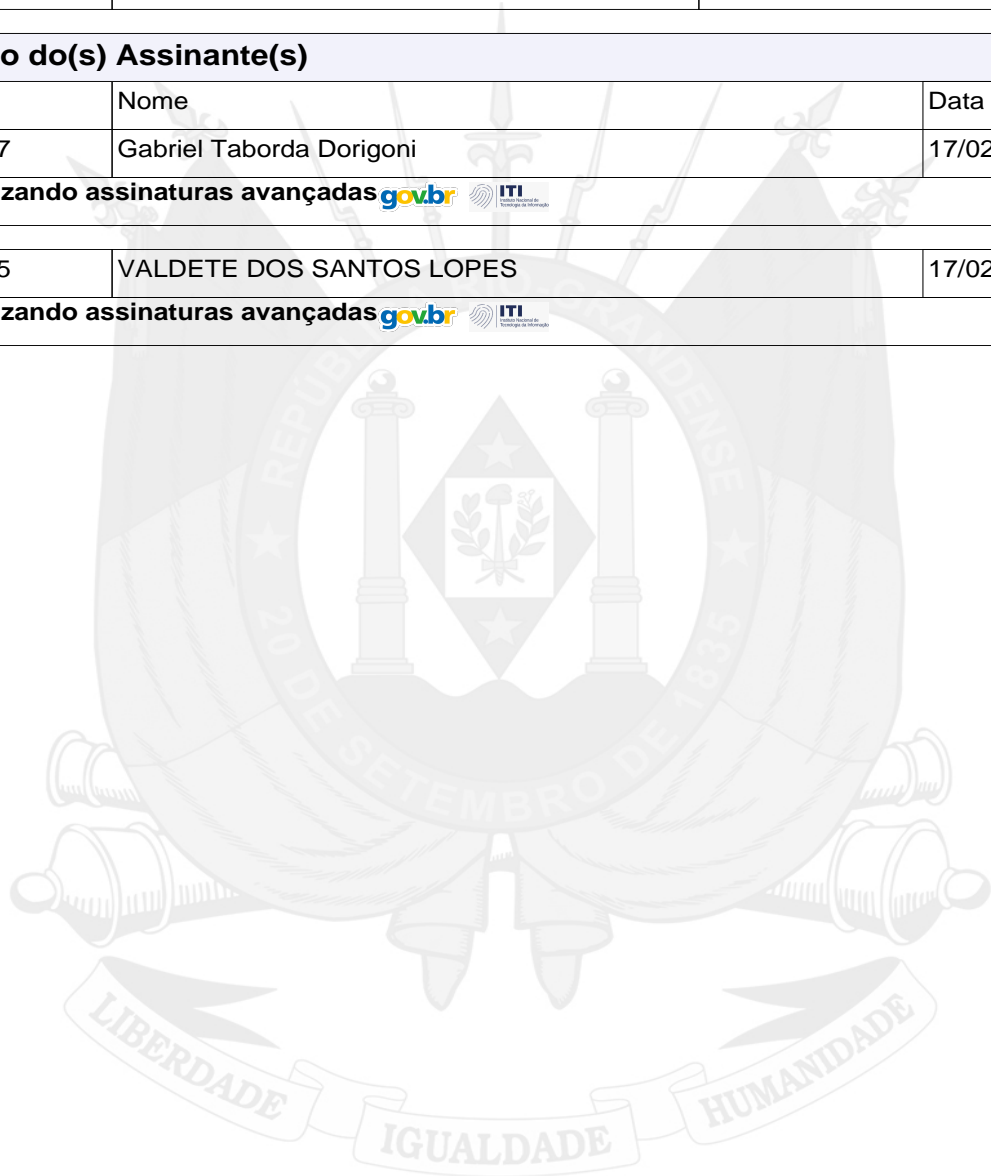 o do(s) Assinante(s)
Nome Data
7 Gabriel Taborda Dorigoni 17/02
zando assinaturas avançadas gov.br ITI
5 VALDETE DOS SANTOS LOPES 17/02
zando assinaturas avançadas gov.br ITI
REPÚBLICA RIO-GRANDENSE
20 DE SETEMBRO DE 1835
LIBERDADE IGUALDADE HUMANIDADE